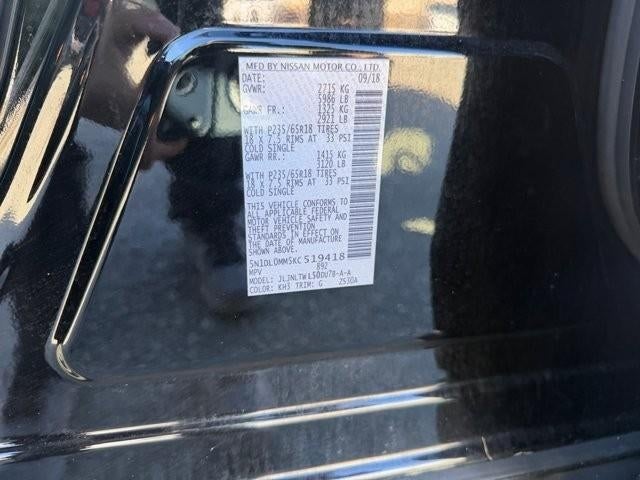 MFD BY NISSAN MOTOR CO., LTD.
DATE: 09/18
GVWR: 2715 KG
5986 LB
GAWR FR.: 1325 KG
2921 LB
WITH P235/65R18 TIRES
18 X 7.5 RIMS AT 33 PSI
COLD SINGLE
GAWR RR.: 1415 KG
3120 LB
WITH P235/65R18 TIRES
18 X 7.5 RIMS AT 33 PSI
COLD SINGLE
THIS VEHICLE CONFORMS TO
ALL APPLICABLE FEDERAL
MOTOR VEHICLE SAFETY AND
THEFT PREVENTION
STANDARDS IN EFFECT ON
THE DATE OF MANUFACTURE
SHOWN ABOVE.
5N1DL0MM5KC519418
MPV 892
MODEL: JLJNLTWL50DU7B-A-A
COLOR: KH3 TRIM: G Z530A